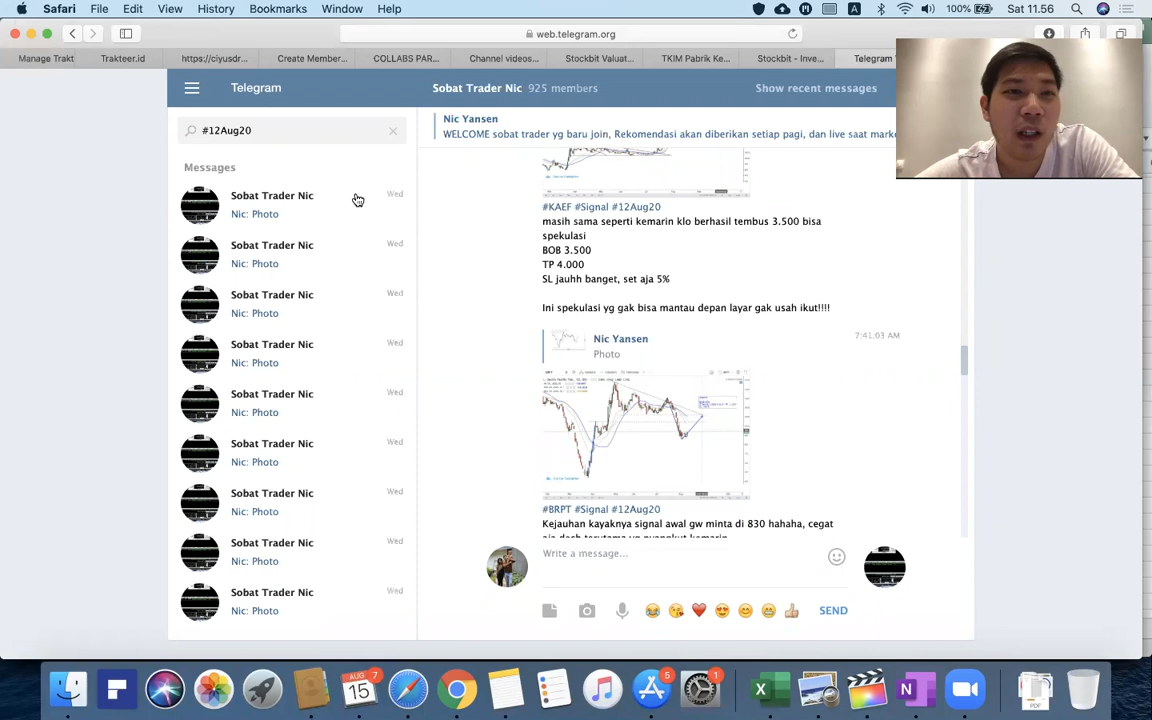 Safari File Edit View History Bookmarks Window Help
100% Sat 11.56
web.telegram.org
Manage Trakt
Trakteer.id
https://ciyusdr...
Create Member...
COLLABS PAR...
Channel videos...
Stockbit Valuat...
TKIM Pabrik Ke...
Stockbit - Inve...
Telegram
Telegram
Sobat Trader Nic 925 members
Show recent messages
#12Aug20
Messages
Sobat Trader Nic Wed
Nic: Photo
Sobat Trader Nic Wed
Nic: Photo
Sobat Trader Nic Wed
Nic: Photo
Sobat Trader Nic Wed
Nic: Photo
Sobat Trader Nic Wed
Nic: Photo
Sobat Trader Nic Wed
Nic: Photo
Sobat Trader Nic Wed
Nic: Photo
Sobat Trader Nic Wed
Nic: Photo
Sobat Trader Nic Wed
Nic: Photo
Nic Yansen
WELCOME sobat trader yg baru join, Rekomendasi akan diberikan setiap pagi, dan live saat mark
#KAEF #Signal #12Aug20
masih sama seperti kemarin klo berhasil tembus 3.500 bisa
spekulasi
BOB 3.500
TP 4.000
SL jauhh banget, set aja 5%
Ini spekulasi yg gak bisa mantau depan layar gak usah ikut!!!!
Nic Yansen 7:41:03 AM
Photo
#BRPT #Signal #12Aug20
Kejauhan kayaknya signal awal gw minta di 830 hahaha, cegat
Write a message...
SEND
AUG
15
7
5
1
PDF